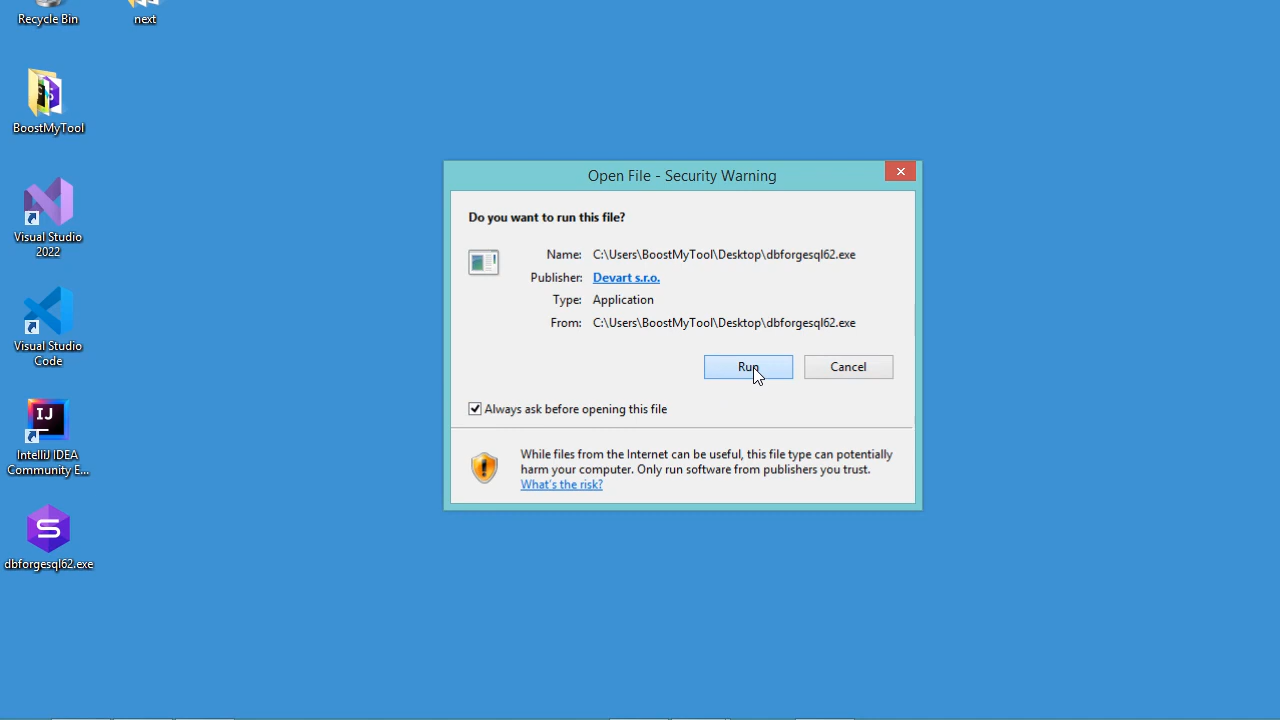 Recycle Bin
next
BoostMyTool
Visual Studio
2022
Visual Studio
Code
IJ
IntelliJ IDEA
Community E...
S
dbforgesql62.exe
Open File - Security Warning
Do you want to run this file?
Name: C:\Users\BoostMyTool\Desktop\dbforgesql62.exe
Publisher: Devart s.r.o.
Type: Application
From: C:\Users\BoostMyTool\Desktop\dbforgesql62.exe
Run Cancel
Always ask before opening this file
While files from the Internet can be useful, this file type can potentially
harm your computer. Only run software from publishers you trust.
What's the risk?